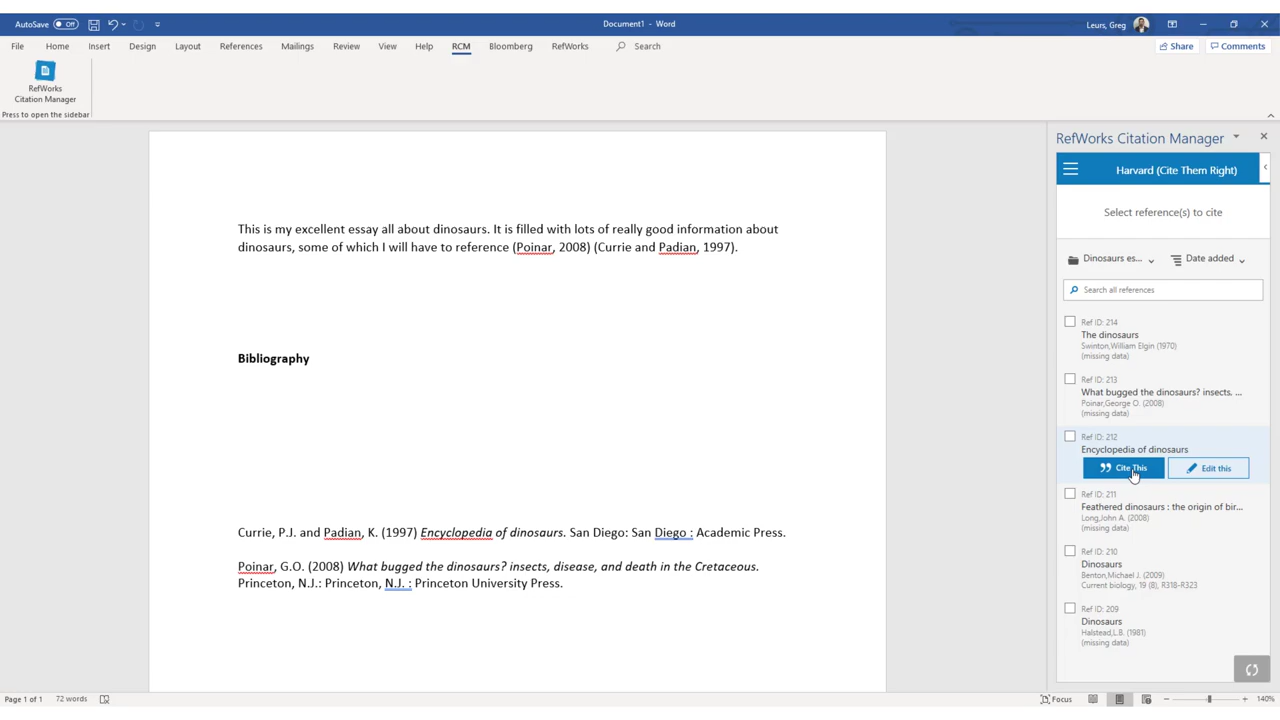 AutoSave Off
Document1 - Word
Leurs, Greg
File Home Insert Design Layout References Mailings Review View Help RCM Bloomberg RefWorks Search
Share Comments
RefWorks
Citation Manager
Press to open the sidebar
This is my excellent essay all about dinosaurs. It is filled with lots of really good information about
dinosaurs, some of which I will have to reference (Poinar, 2008) (Currie and Padian, 1997).
Bibliography
Currie, P.J. and Padian, K. (1997) Encyclopedia of dinosaurs. San Diego: San Diego : Academic Press.
Poinar, G.O. (2008) What bugged the dinosaurs? insects, disease, and death in the Cretaceous.
Princeton, N.J.: Princeton, N.J. : Princeton University Press.
RefWorks Citation Manager
Harvard (Cite Them Right)
Select reference(s) to cite
Dinosaurs es... Date added
Search all references
Ref ID: 214
The dinosaurs
Swinton,William Elgin (1970)
(missing data)
Ref ID: 213
What bugged the dinosaurs? insects. ...
Poinar,George O. (2008)
(missing data)
Ref ID: 212
Encyclopedia of dinosaurs
Cite This Edit this
Ref ID: 211
Feathered dinosaurs : the origin of bir...
Long,John A. (2008)
(missing data)
Ref ID: 210
Dinosaurs
Benton,Michael J. (2009)
Current biology, 19 (8), R318-R323
Ref ID: 209
Dinosaurs
Halstead,L.B. (1981)
(missing data)
Page 1 of 1 72 words
Focus
140%